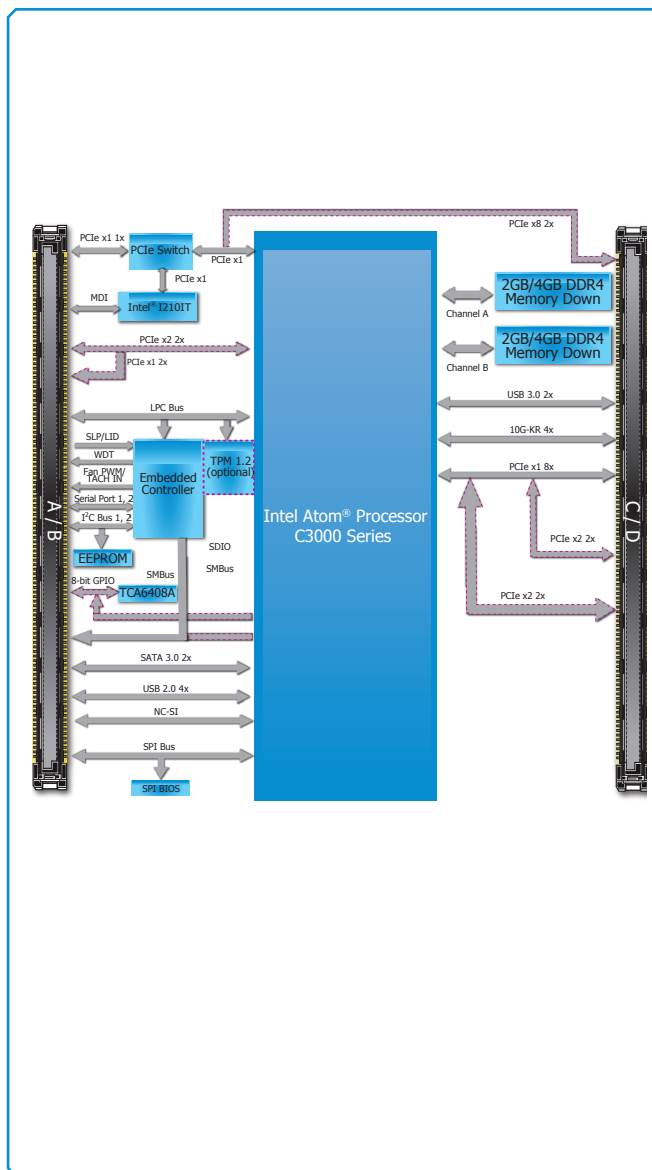 PCIe x8 2x
PCIe x1 1x
PCIe Switch
PCIe x1
PCIe x1
MDI
Intel® I210IT
2GB/4GB DDR4
Memory Down
Channel A
2GB/4GB DDR4
Memory Down
Channel B
PCIe x2 2x
PCIe x1 2x
USB 3.0 2x
LPC Bus
10G-KR 4x
SLP/LID
WDT
Fan PWM/
TACH IN
Serial Port 1, 2
I²C Bus 1, 2
Embedded
Controller
TPM 1.2
(optional)
PCIe x1 8x
A / B
Intel Atom® Processor
C3000 Series
C / D
EEPROM
SDIO
SMBus
SMBus
8-bit GPIO
TCA6408A
PCIe x2 2x
PCIe x2 2x
SATA 3.0 2x
USB 2.0 4x
NC-SI
SPI Bus
SPI BIOS